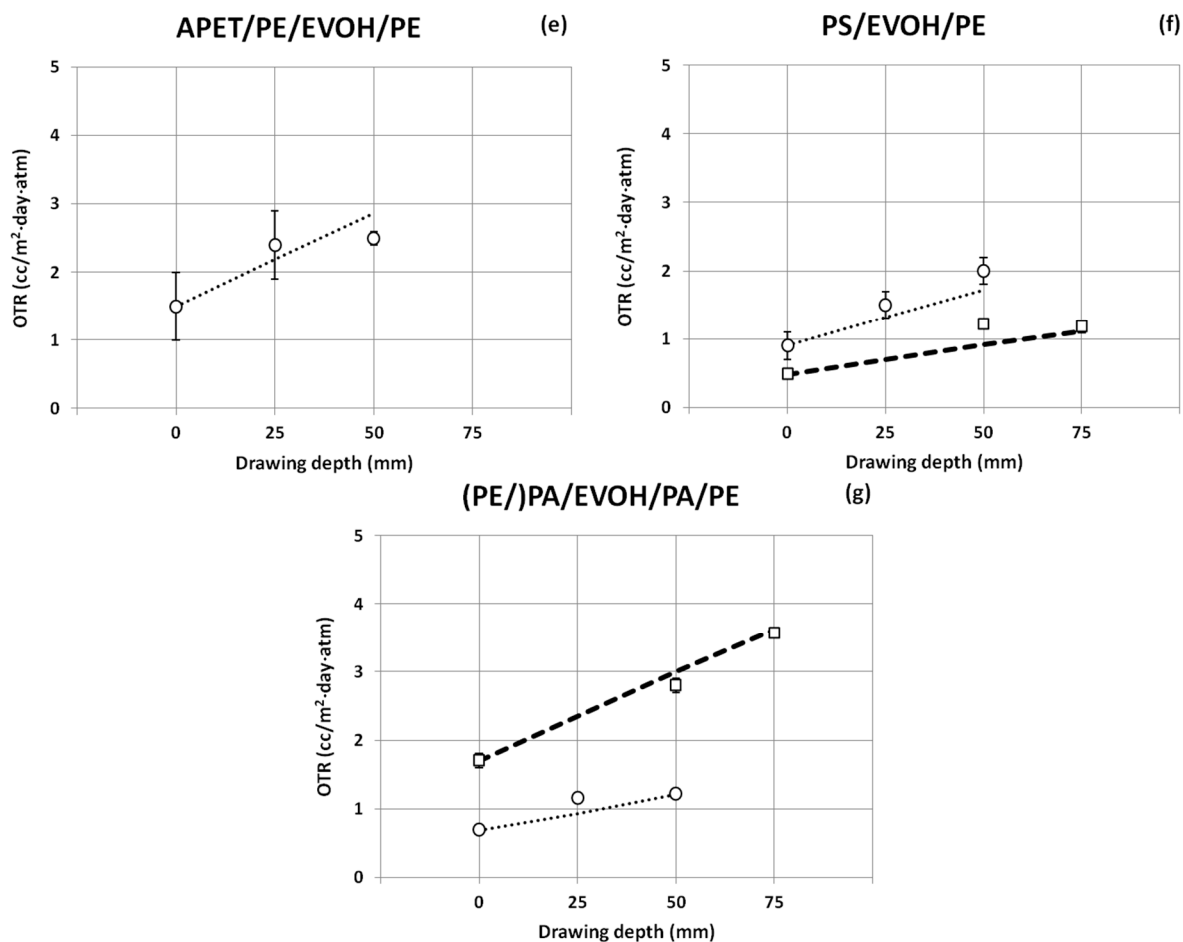 APET/PE/EVOH/PE
(e)
OTR (cc/m²·day·atm)
5
4
3
2
1
0
0 25 50 75
Drawing depth (mm)
PS/EVOH/PE
(f)
OTR (cc/m²·day·atm)
5
4
3
2
1
0
0 25 50 75
Drawing depth (mm)
(PE/)PA/EVOH/PA/PE
(g)
OTR (cc/m²·day·atm)
5
4
3
2
1
0
0 25 50 75
Drawing depth (mm)